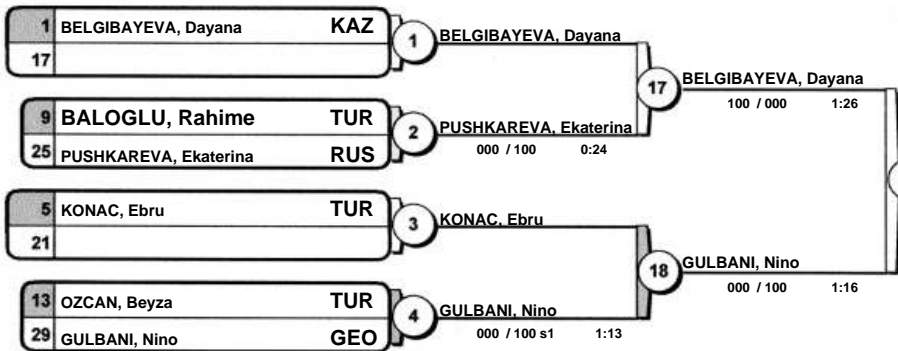 1 BELGIBAYEVA, Dayana KAZ
17
1
BELGIBAYEVA, Dayana
9 BALOGLU, Rahime TUR
25 PUSHKAREVA, Ekaterina RUS
2
PUSHKAREVA, Ekaterina
000 / 100 0:24
17
BELGIBAYEVA, Dayana
100 / 000 1:26
5 KONAC, Ebru TUR
21
3
KONAC, Ebru
13 OZCAN, Beyza TUR
29 GULBANI, Nino GEO
4
GULBANI, Nino
000 / 100 s1 1:13
18
GULBANI, Nino
000 / 100 1:16